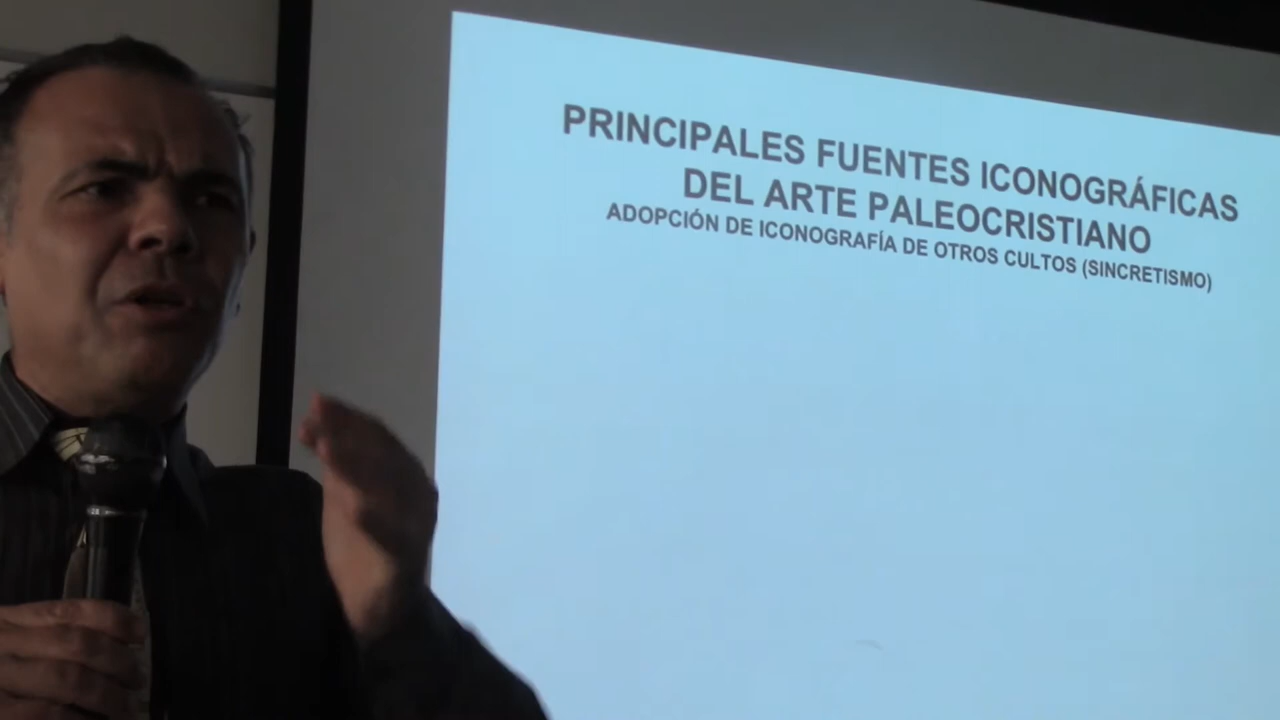 PRINCIPALES FUENTES ICONOGRÁFICAS
DEL ARTE PALEOCRISTIANO
ADOPCIÓN DE ICONOGRAFÍA DE OTROS CULTOS (SINCRETISMO)